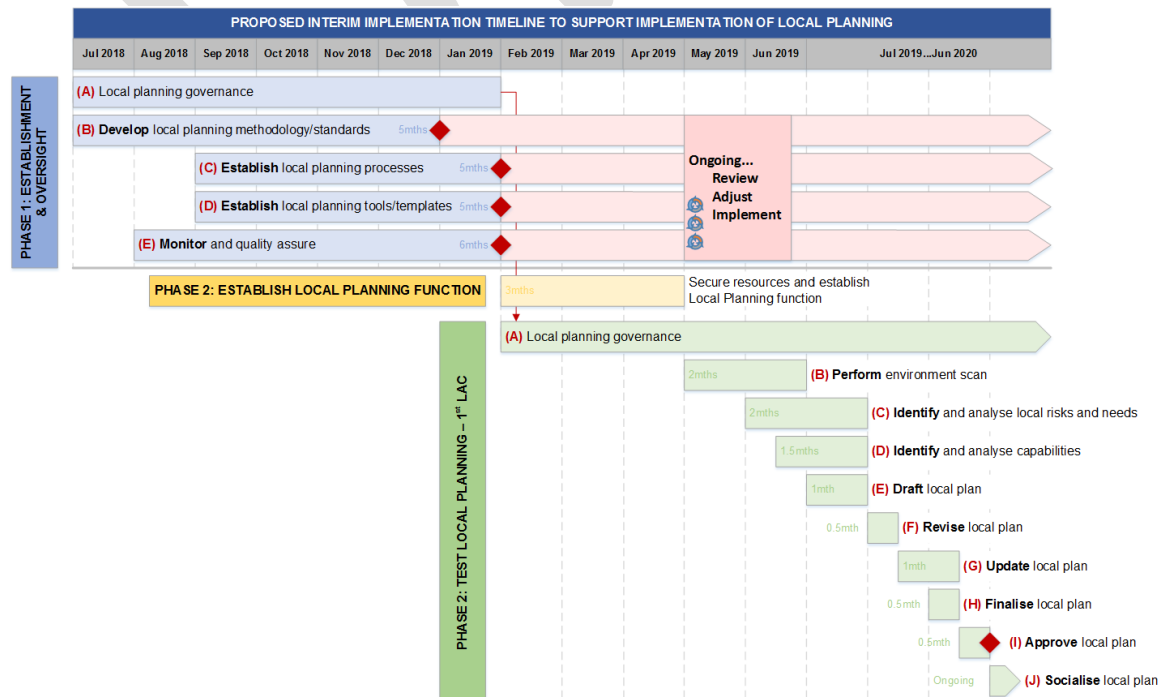 PROPOSED INTERIM IMPLEMENTATION TIMELINE TO SUPPORT IMPLEMENTATION OF LOCAL PLANNING
Jul 2018 Aug 2018 Sep 2018 Oct 2018 Nov 2018 Dec 2018 Jan 2019 Feb 2019 Mar 2019 Apr 2019 May 2019 Jun 2019 Jul 2019...Jun 2020
PHASE 1: ESTABLISHMENT
& OVERSIGHT
(A) Local planning governance
(B) Develop local planning methodology/standards 5mths
(C) Establish local planning processes 5mths
(D) Establish local planning tools/templates 5mths
(E) Monitor and quality assure 6mths
Ongoing...
Review
Adjust
Implement
PHASE 2: ESTABLISH LOCAL PLANNING FUNCTION
3mths
Secure resources and establish
Local Planning function
PHASE 2: TEST LOCAL PLANNING – 1st LAC
(A) Local planning governance
2mths (B) Perform environment scan
2mths (C) Identify and analyse local risks and needs
1.5mths (D) Identify and analyse capabilities
1mth (E) Draft local plan
0.5mth (F) Revise local plan
1mth (G) Update local plan
0.5mth (H) Finalise local plan
0.5mth (I) Approve local plan
Ongoing (J) Socialise local plan